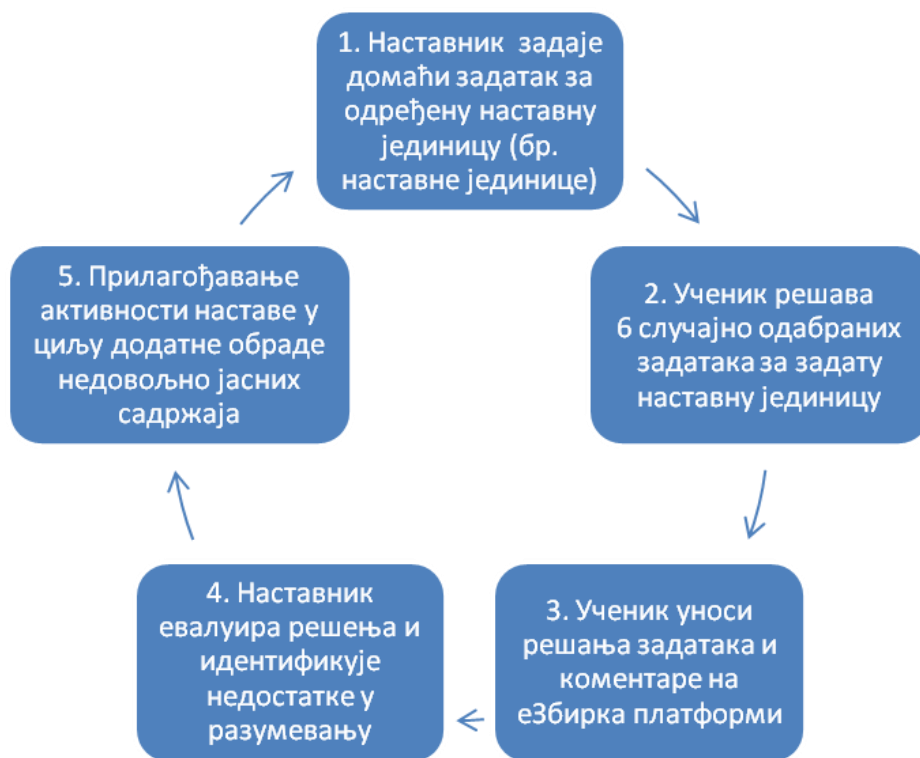 1. Наставник задаје
домаћи задатак за
одређену наставну
јединицу (бр.
наставне јединице)
2. Ученик решава
6 случајно одабраних
задатака за задату
наставну јединицу
3. Ученик уноси
решања задатака и
коментаре на
еЗбирка платформи
4. Наставник
евалуира решења и
идентификује
недостатке у
разумевању
5. Прилагођавање
активности наставе у
циљу додатне обраде
недовољно јасних
садржаја